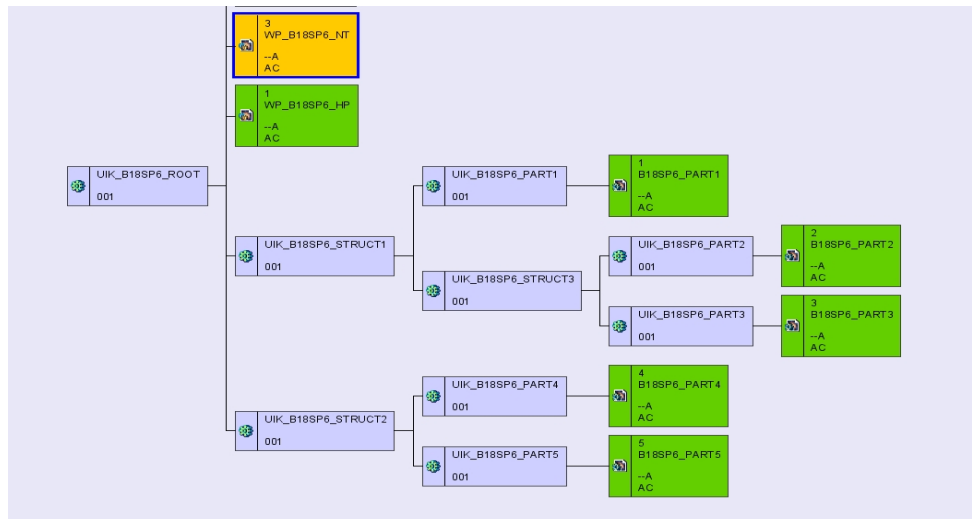 3
WP_B18SP6_NT
--A
AC
1
WP_B18SP6_HP
--A
AC
UIK_B18SP6_ROOT
001
UIK_B18SP6_PART1
001
1
B18SP6_PART1
--A
AC
UIK_B18SP6_STRUCT1
001
UIK_B18SP6_STRUCT3
001
UIK_B18SP6_PART2
001
2
B18SP6_PART2
--A
AC
UIK_B18SP6_PART3
001
3
B18SP6_PART3
--A
AC
UIK_B18SP6_STRUCT2
001
UIK_B18SP6_PART4
001
4
B18SP6_PART4
--A
AC
UIK_B18SP6_PART5
001
5
B18SP6_PART5
--A
AC